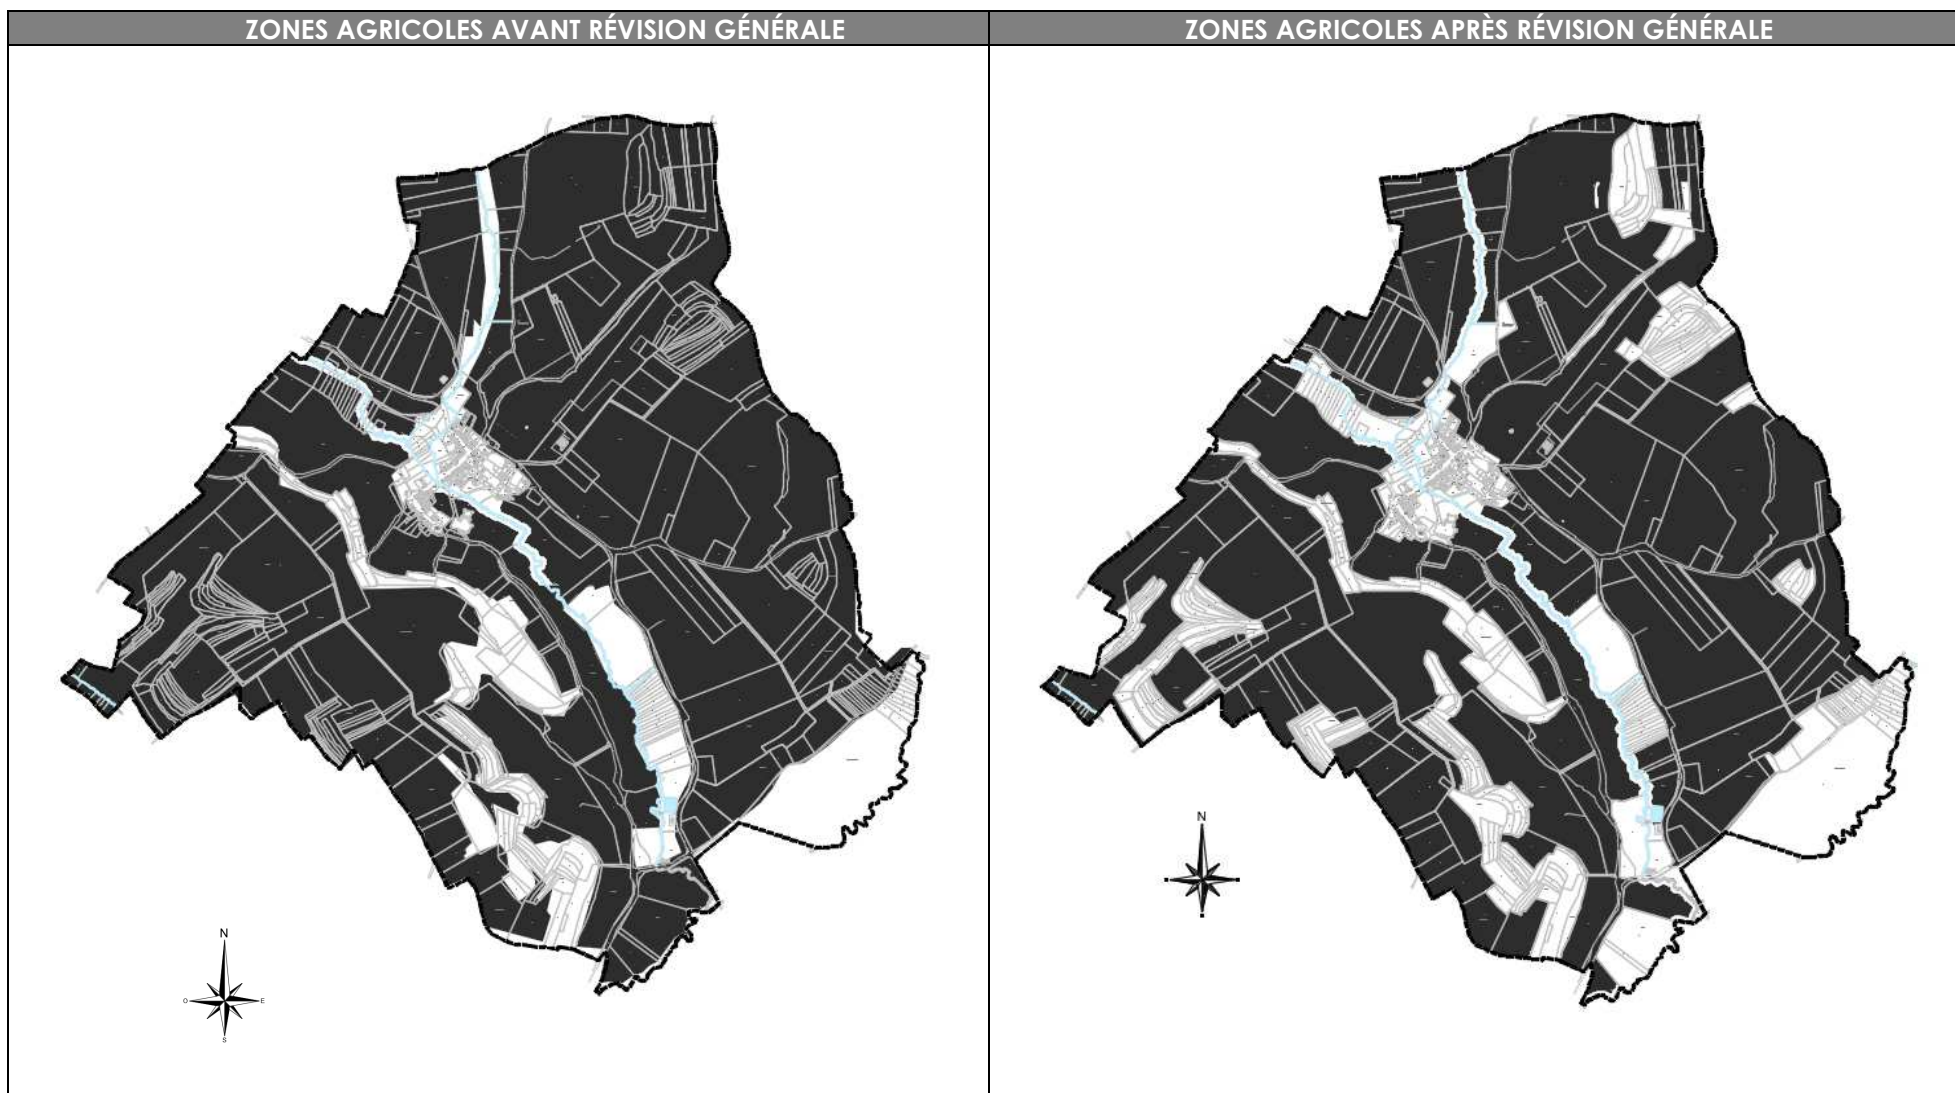 ZONES AGRICOLES AVANT RÉVISION GÉNÉRALE
ZONES AGRICOLES APRÈS RÉVISION GÉNÉRALE
N
O
E
S
N